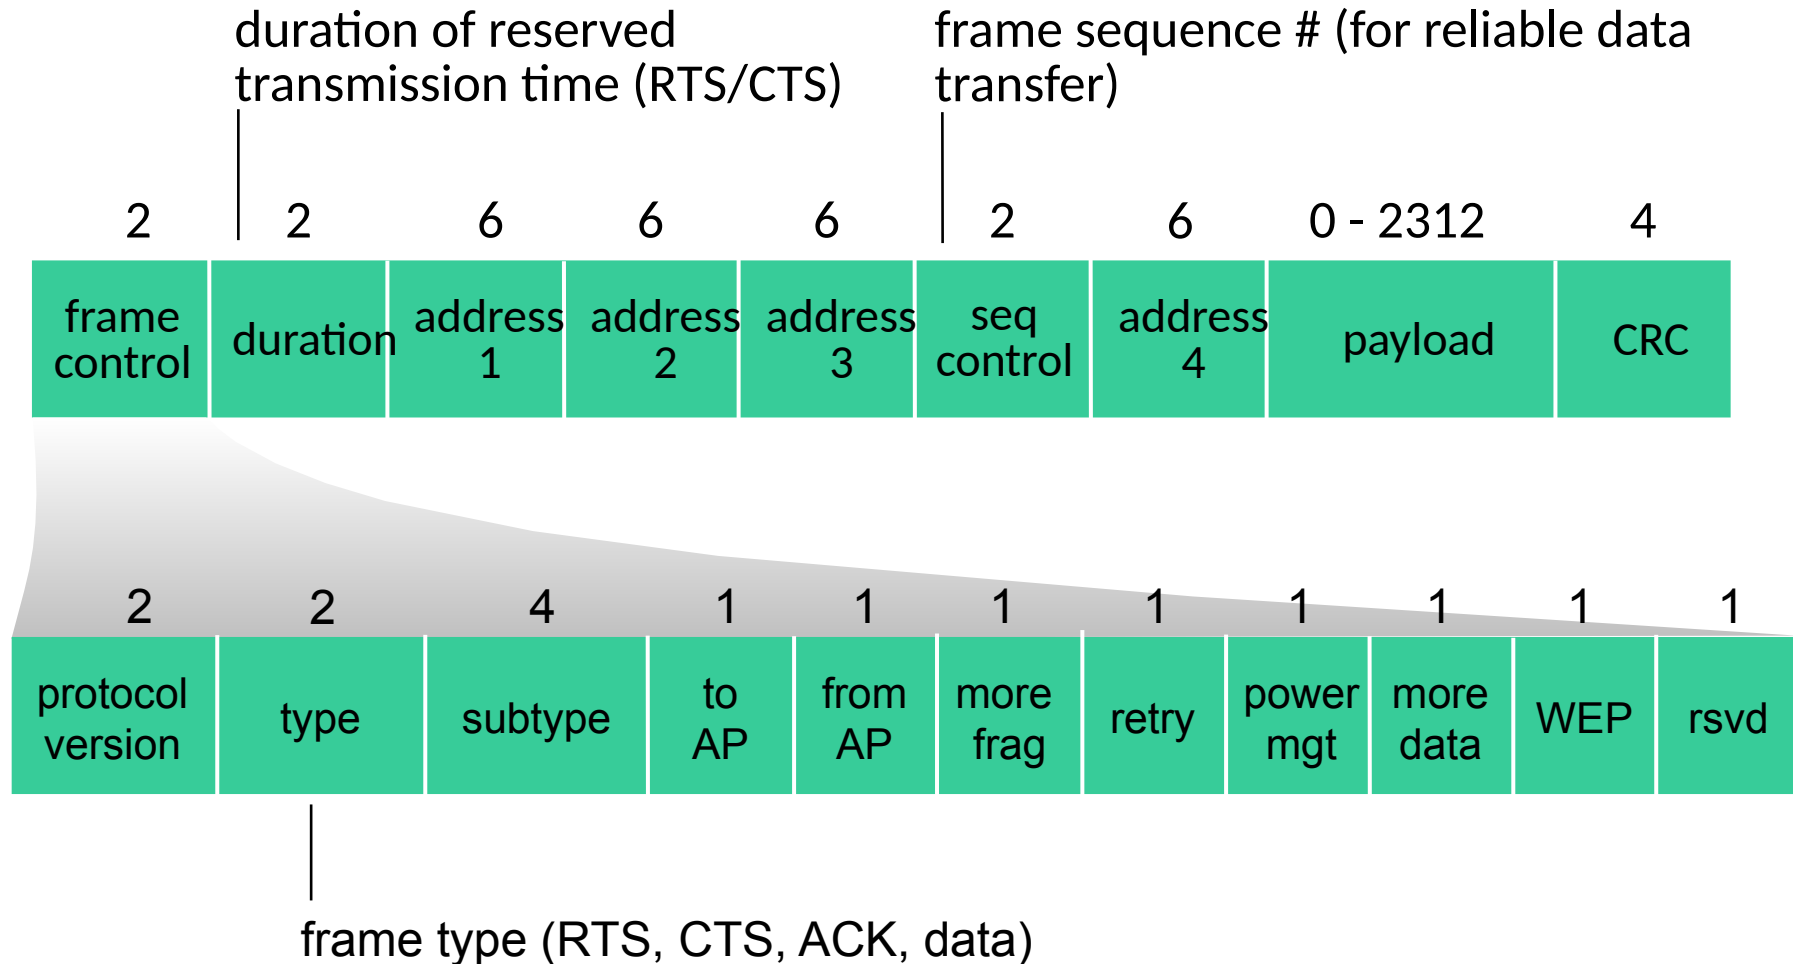 duration of reserved
transmission time (RTS/CTS)
frame sequence # (for reliable data
transfer)
2 2 6 6 6 2 6 0 - 2312 4
frame
control
duration
address
1
address
2
address
3
seq
control
address
4
payload
CRC
2 2 4 1 1 1 1 1 1 1 1
protocol
version
type
subtype
to
AP
from
AP
more
frag
retry
power
mgt
more
data
WEP
rsvd
frame type (RTS, CTS, ACK, data)